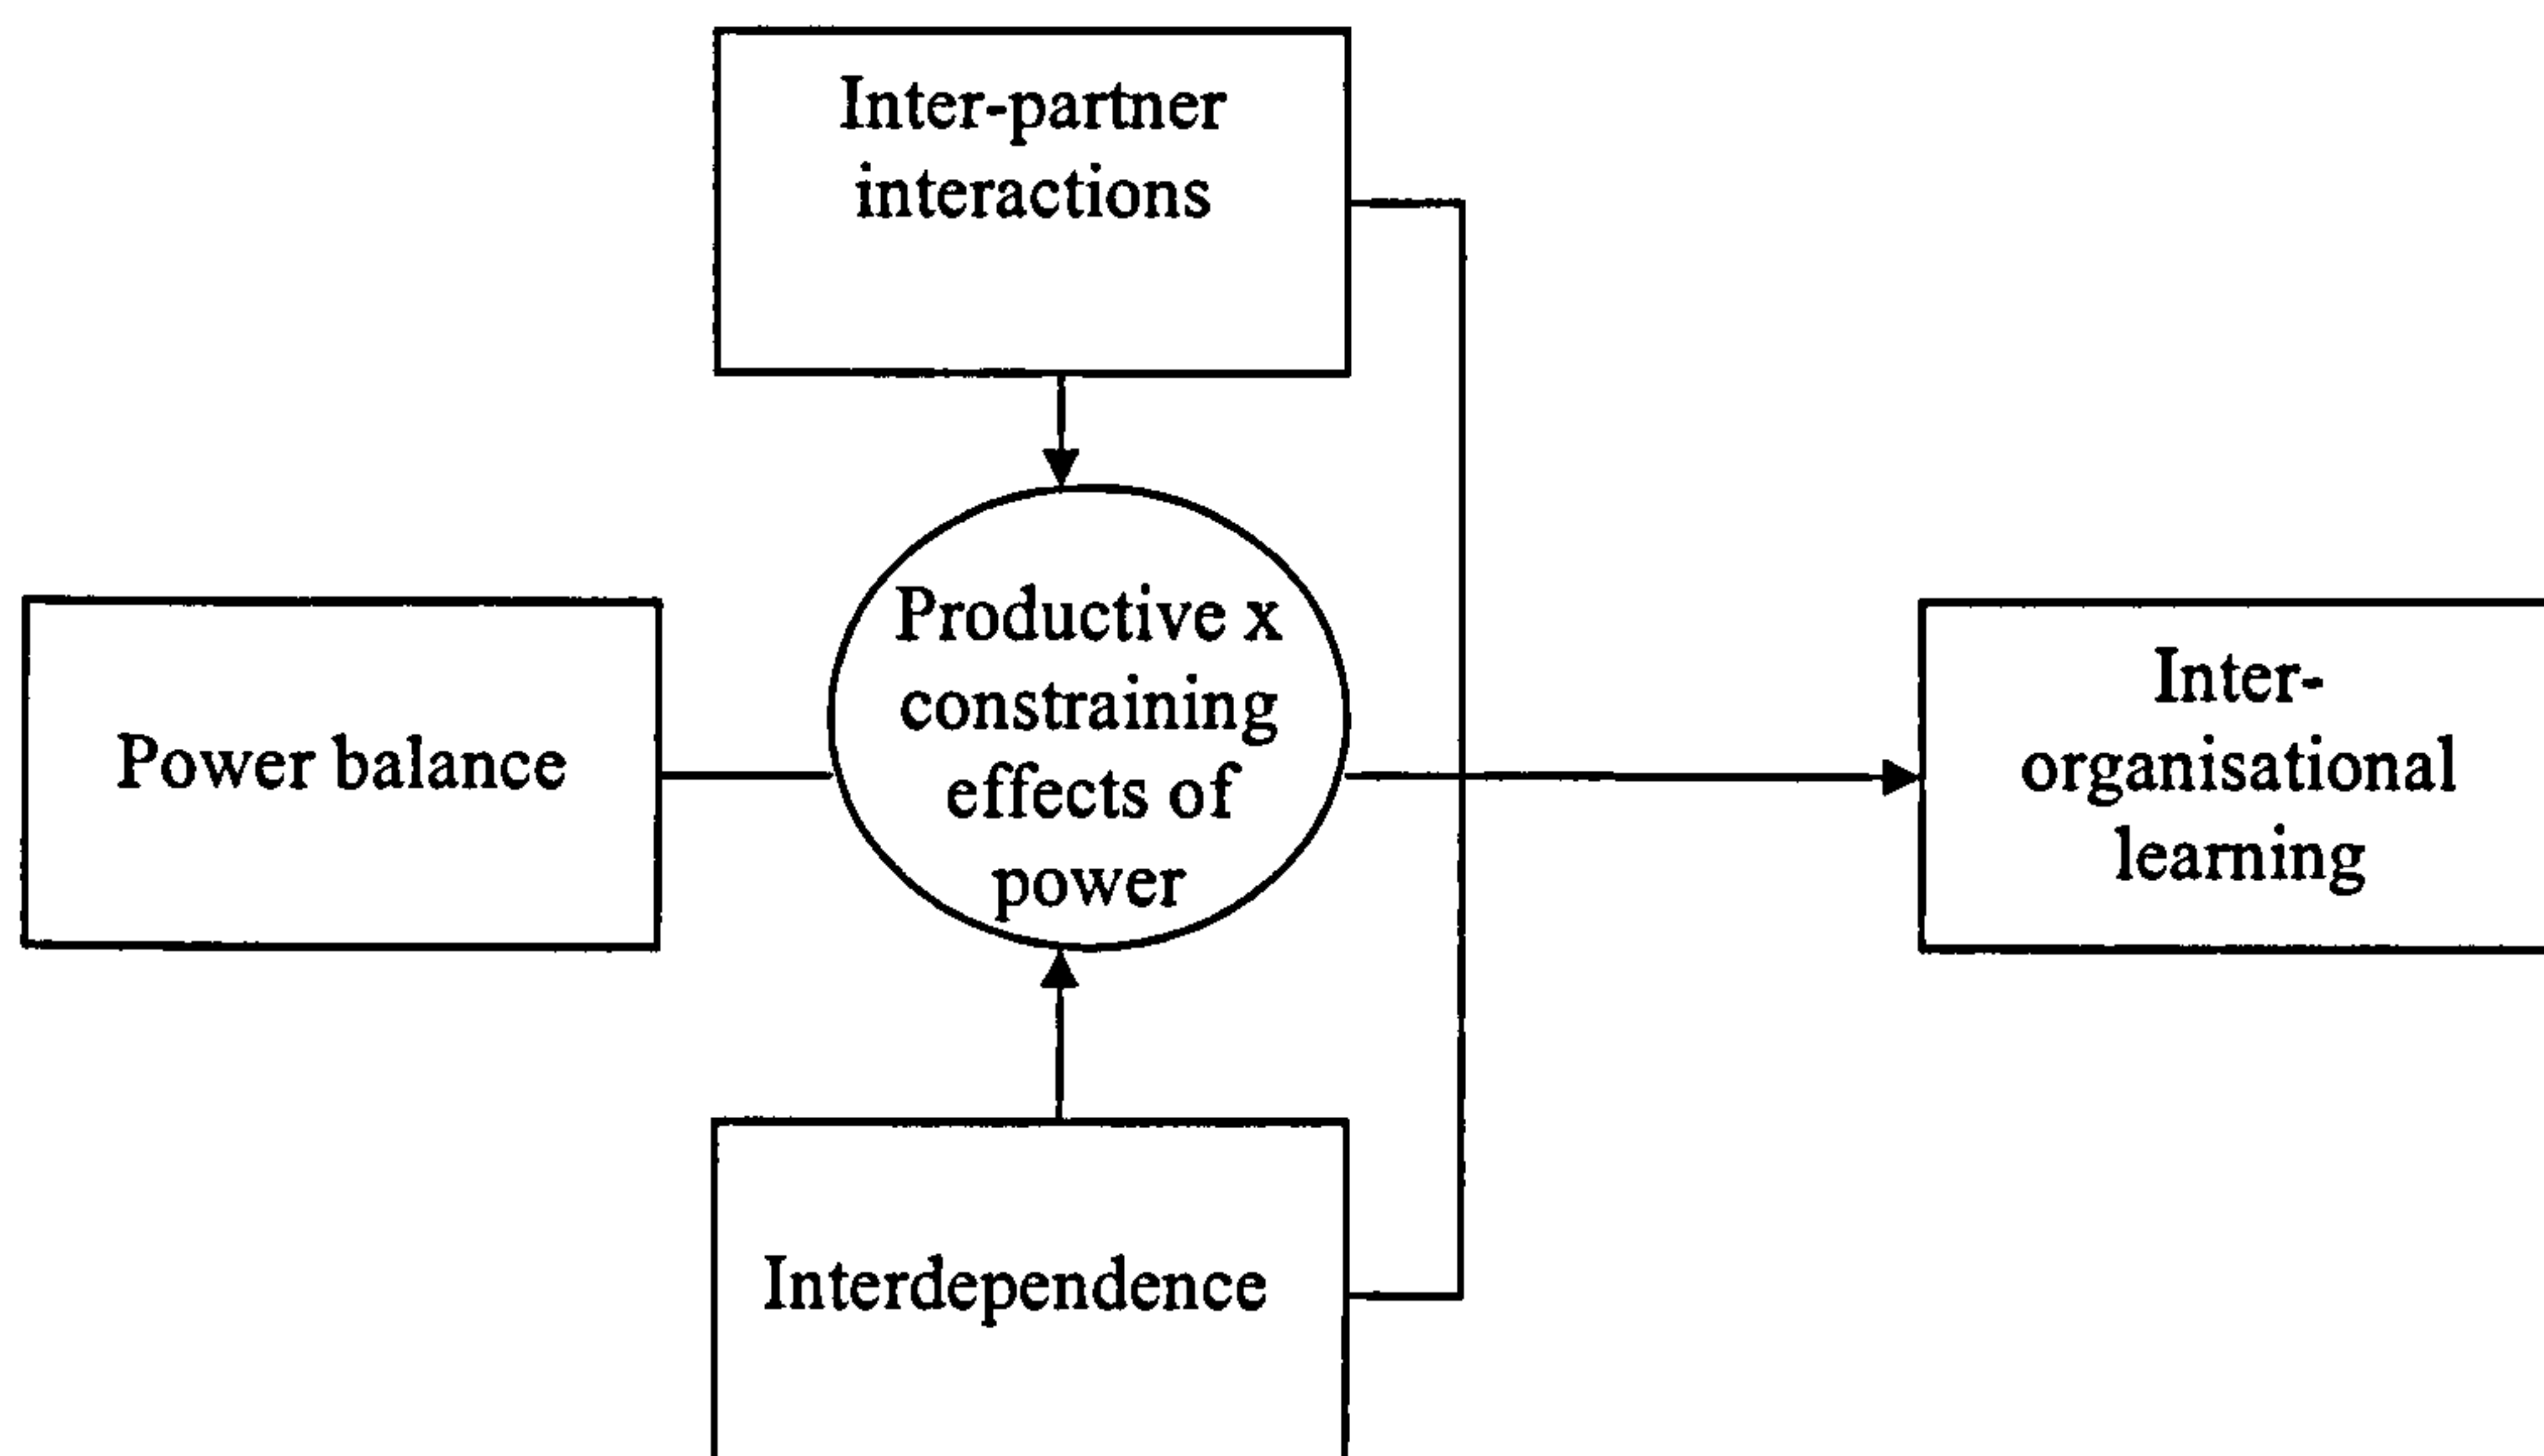 Inter-partner
interactions
Power balance
Productive x
constraining
effects of
power
Inter-
organisational
learning
Interdependence